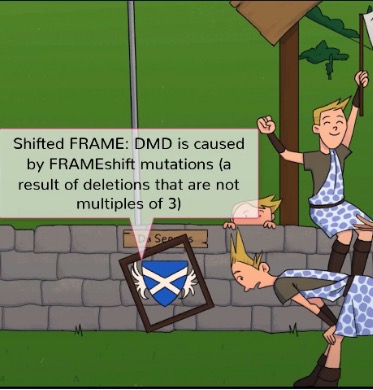 Shifted FRAME: DMD is caused
by FRAMEshift mutations (a
result of deletions that are not
multiples of 3)